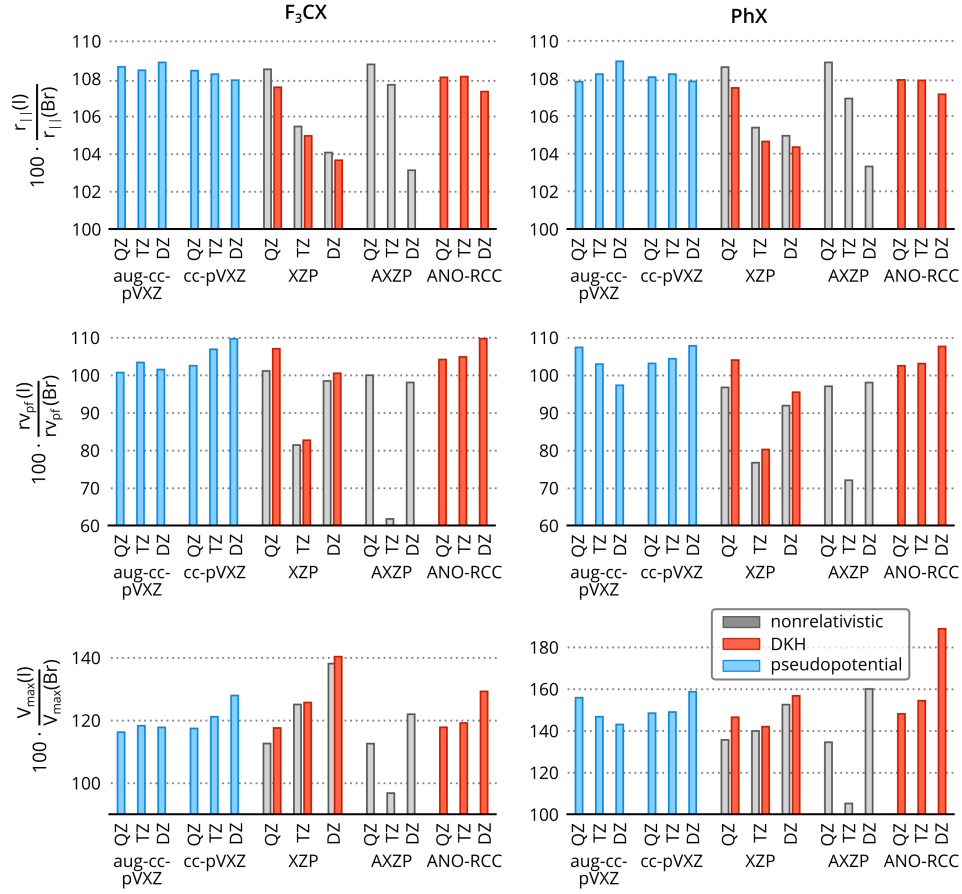 F₃CX
PhX
100 · r||(I) / r||(Br)
110
108
106
104
102
100
QZ TZ DZ QZ TZ DZ QZ TZ DZ QZ TZ DZ QZ TZ DZ
aug-cc-pVXZ cc-pVXZ XZP AXZP ANO-RCC
110
108
106
104
102
100
QZ TZ DZ QZ TZ DZ QZ TZ DZ QZ TZ DZ QZ TZ DZ
aug-cc-pVXZ cc-pVXZ XZP AXZP ANO-RCC
100 · rv_pf(I) / rv_pf(Br)
110
100
90
80
70
60
QZ TZ DZ QZ TZ DZ QZ TZ DZ QZ TZ DZ QZ TZ DZ
aug-cc-pVXZ cc-pVXZ XZP AXZP ANO-RCC
110
100
90
80
70
60
QZ TZ DZ QZ TZ DZ QZ TZ DZ QZ TZ DZ QZ TZ DZ
aug-cc-pVXZ cc-pVXZ XZP AXZP ANO-RCC
100 · V_max(I) / V_max(Br)
140
120
100
QZ TZ DZ QZ TZ DZ QZ TZ DZ QZ TZ DZ QZ TZ DZ
aug-cc-pVXZ cc-pVXZ XZP AXZP ANO-RCC
nonrelativistic
DKH
pseudopotential
180
160
140
120
100
QZ TZ DZ QZ TZ DZ QZ TZ DZ QZ TZ DZ QZ TZ DZ
aug-cc-pVXZ cc-pVXZ XZP AXZP ANO-RCC